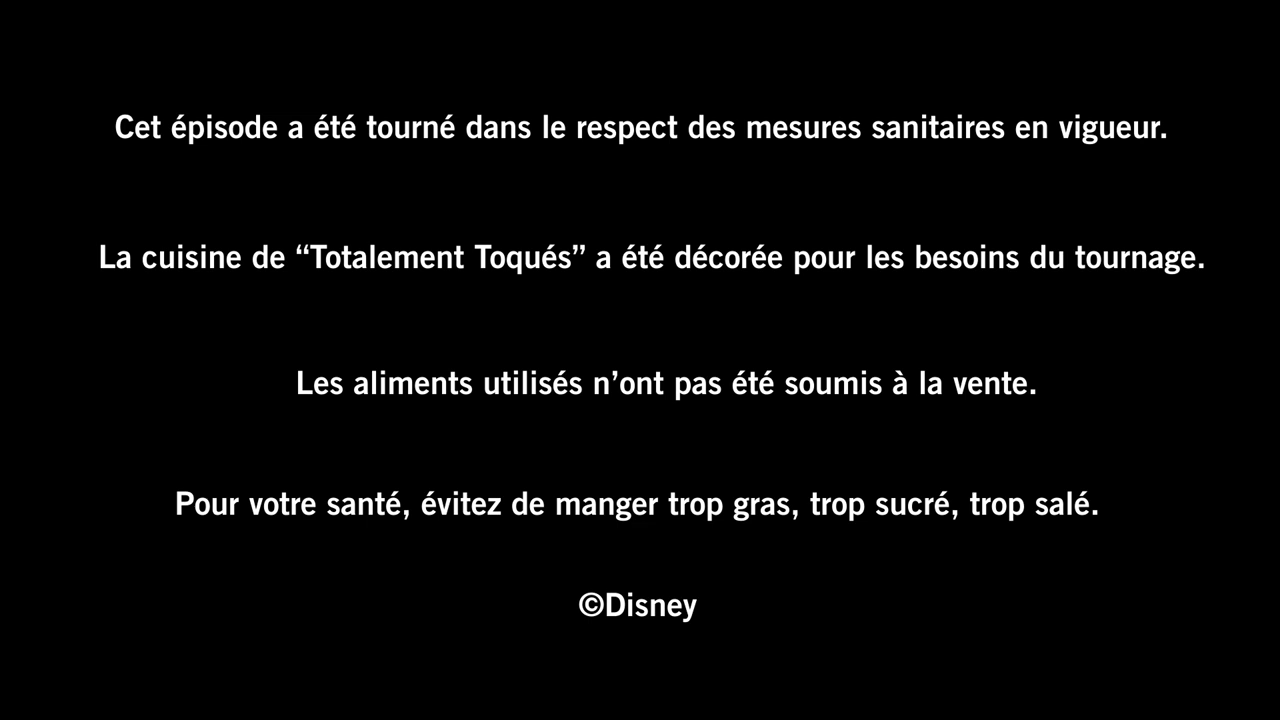 Cet épisode a été tourné dans le respect des mesures sanitaires en vigueur.
La cuisine de “Totalement Toqués” a été décorée pour les besoins du tournage.
Les aliments utilisés n’ont pas été soumis à la vente.
Pour votre santé, évitez de manger trop gras, trop sucré, trop salé.
©Disney